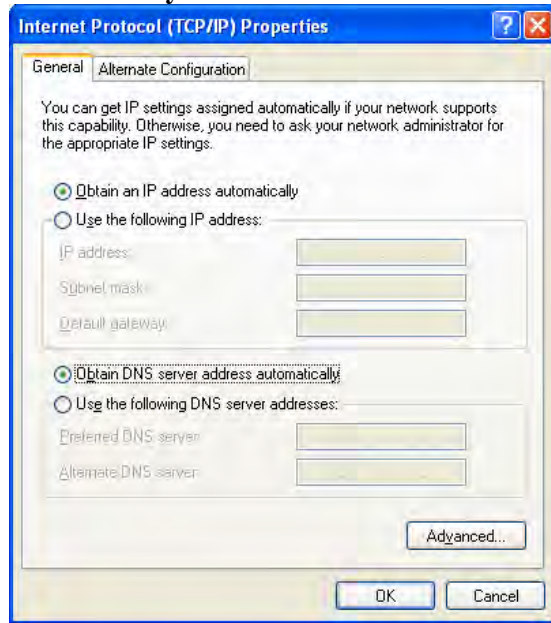 Internet Protocol (TCP/IP) Properties
General Alternate Configuration
You can get IP settings assigned automatically if your network supports
this capability. Otherwise, you need to ask your network administrator for
the appropriate IP settings.
Obtain an IP address automatically
Use the following IP address:
IP address:
Subnet mask:
Default gateway:
Obtain DNS server address automatically
Use the following DNS server addresses:
Preferred DNS server:
Alternate DNS server:
Advanced...
OK Cancel